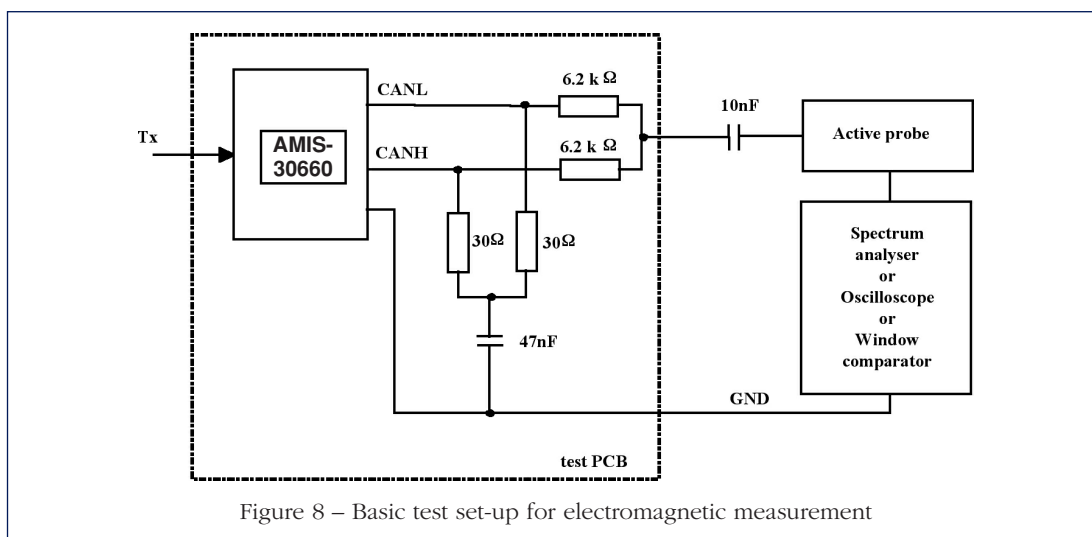 6.2 k Ω
CANL
10nF
Tx
AMIS-
30660
Active probe
CANH
6.2 k Ω
30Ω
30Ω
Spectrum
analyser
or
Oscilloscope
or
Window
comparator
47nF
GND
test PCB
Figure 8 – Basic test set-up for electromagnetic measurement